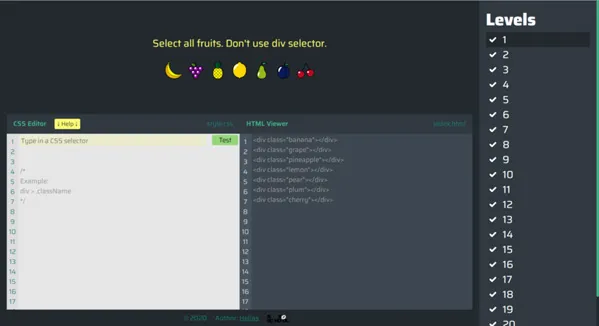 Select all fruits. Don't use div selector.
CSS Editor
↓ Help ↓
HTML Viewer
1 Type in a CSS selector
Test
2
3
4 /*
5 Example:
6 div > .className
7 */
8
9
10
11
12
13
14
15
16
17
1 <div class="banana"></div>
2 <div class="grape"></div>
3 <div class="pineapple"></div>
4 <div class="lemon"></div>
5 <div class="pear"></div>
6 <div class="plum"></div>
7 <div class="cherry"></div>
8
9
10
11
12
13
14
15
16
17
© 2020
Author:
Levels
✓ 1
✓ 2
✓ 3
✓ 4
✓ 5
✓ 6
✓ 7
✓ 8
✓ 9
✓ 10
✓ 11
✓ 12
✓ 13
✓ 14
✓ 15
✓ 16
✓ 17
✓ 18
✓ 19
✓ 20